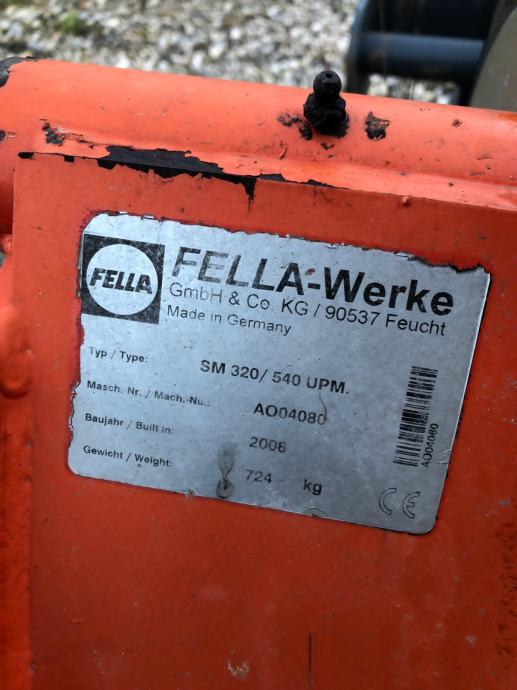 FELLA
FELLA-Werke
GmbH & Co. KG / 90537 Feucht
Made in Germany
Typ / Type: SM 320/ 540 UPM.
Masch. Nr. / Mach.-Nu.: AO04080
Baujahr / Built in: 2008
Gewicht / Weight: 724 kg
AO04080
CE